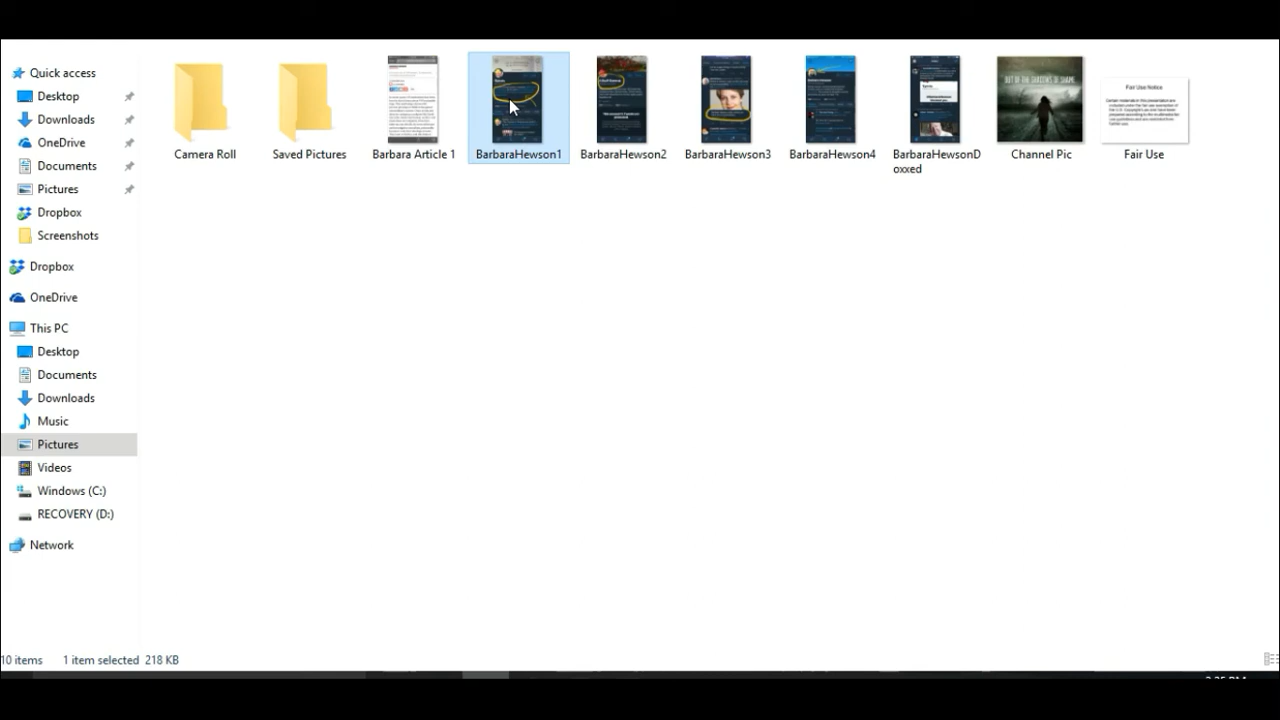 Quick access
Desktop
Downloads
OneDrive
Documents
Pictures
Dropbox
Screenshots
Dropbox
OneDrive
This PC
Desktop
Documents
Downloads
Music
Pictures
Videos
Windows (C:)
RECOVERY (D:)
Network
Camera Roll
Saved Pictures
Barbara Article 1
BarbaraHewson1
BarbaraHewson2
BarbaraHewson3
BarbaraHewson4
BarbaraHewsonD
oxxed
OUT OF THE SHADOWS OF SHAME
Channel Pic
Fair Use Notice
Fair Use
10 items 1 item selected 218 KB